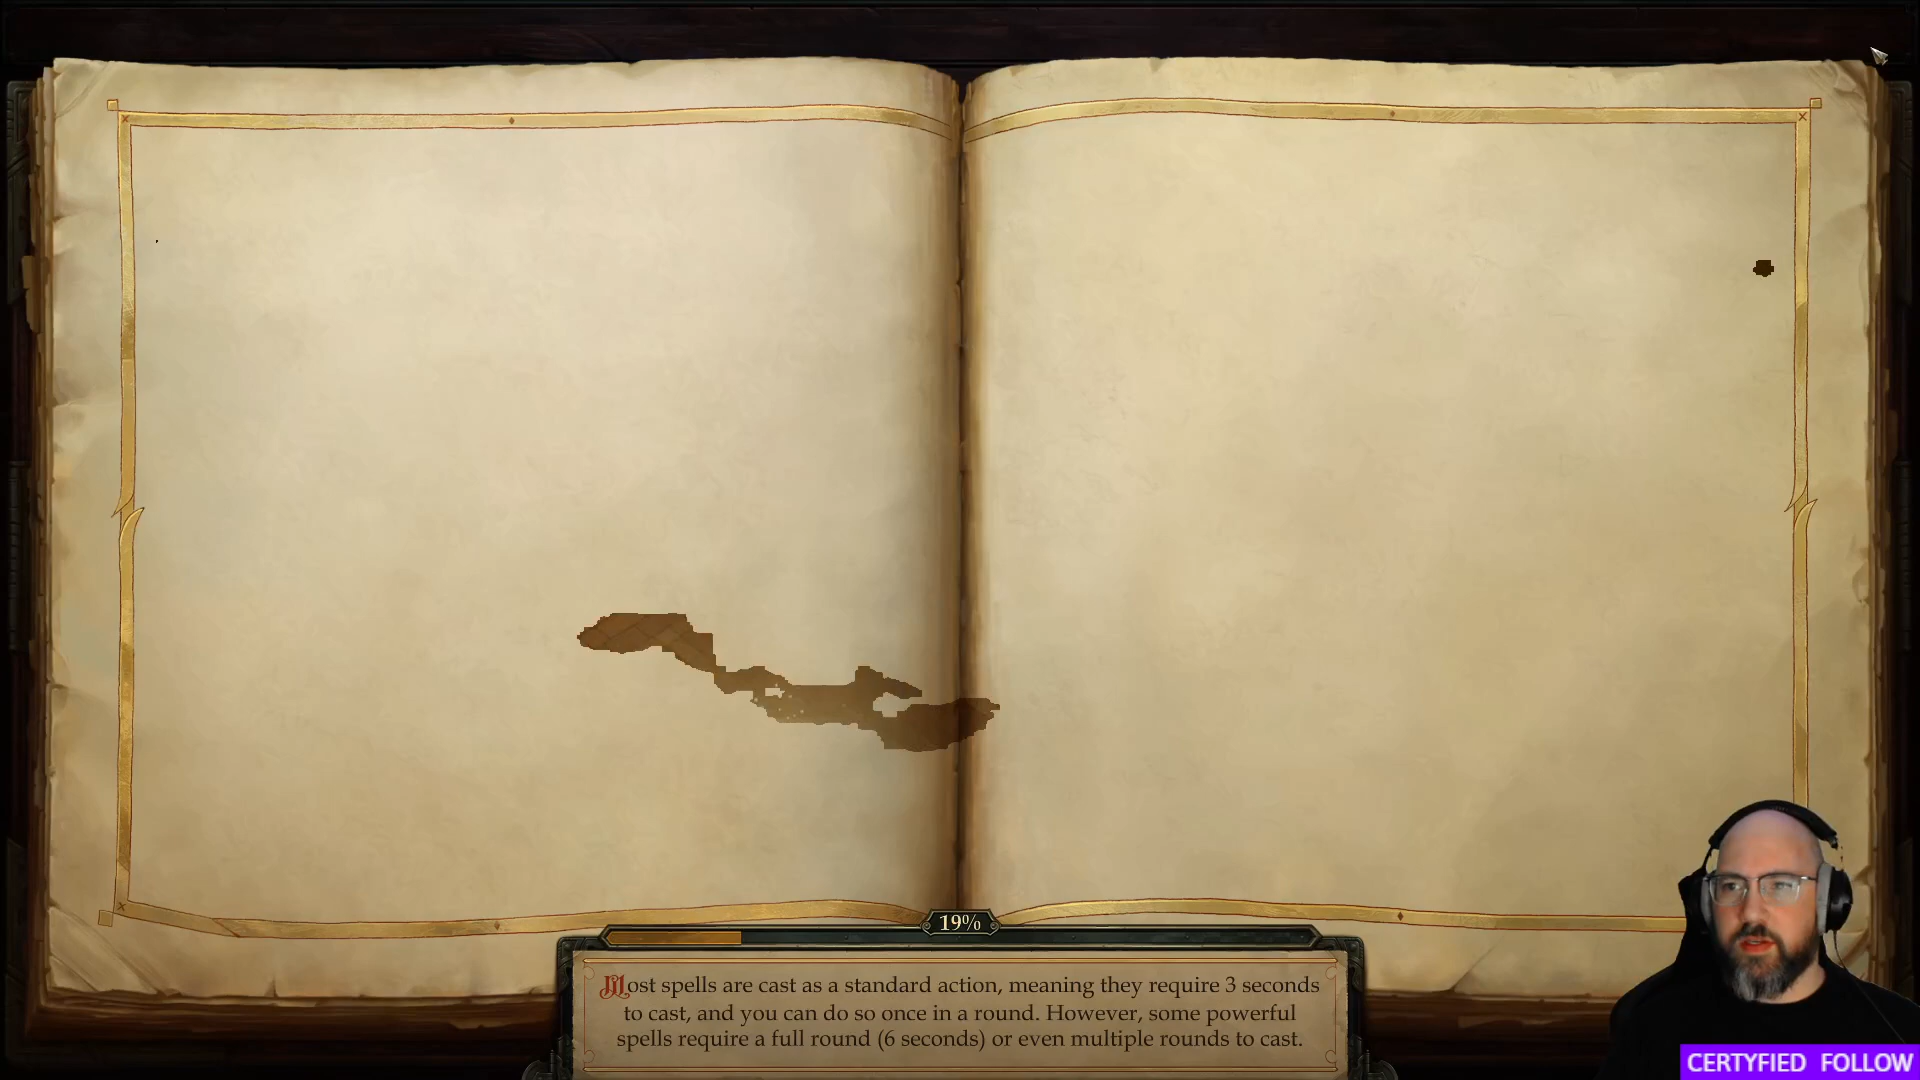 19%
Most spells are cast as a standard action, meaning they require 3 seconds
to cast, and you can do so once in a round. However, some powerful
spells require a full round (6 seconds) or even multiple rounds to cast.
CERTYFIED FOLLOW